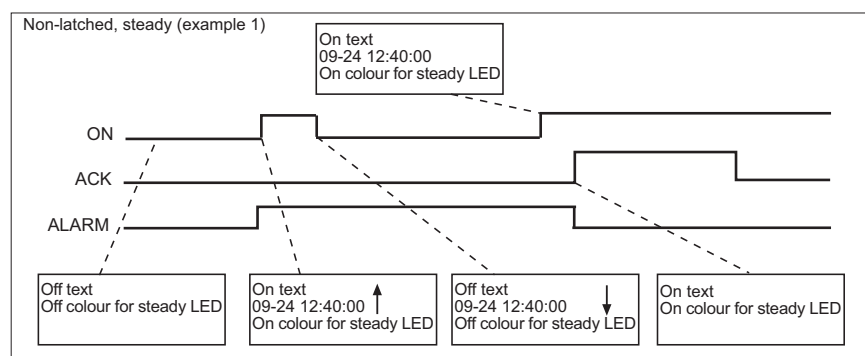 Non-latched, steady (example 1)
On text
09-24 12:40:00
On colour for steady LED
ON
ACK
ALARM
Off text
Off colour for steady LED
On text
09-24 12:40:00
On colour for steady LED
Off text
09-24 12:40:00
Off colour for steady LED
On text
On colour for steady LED